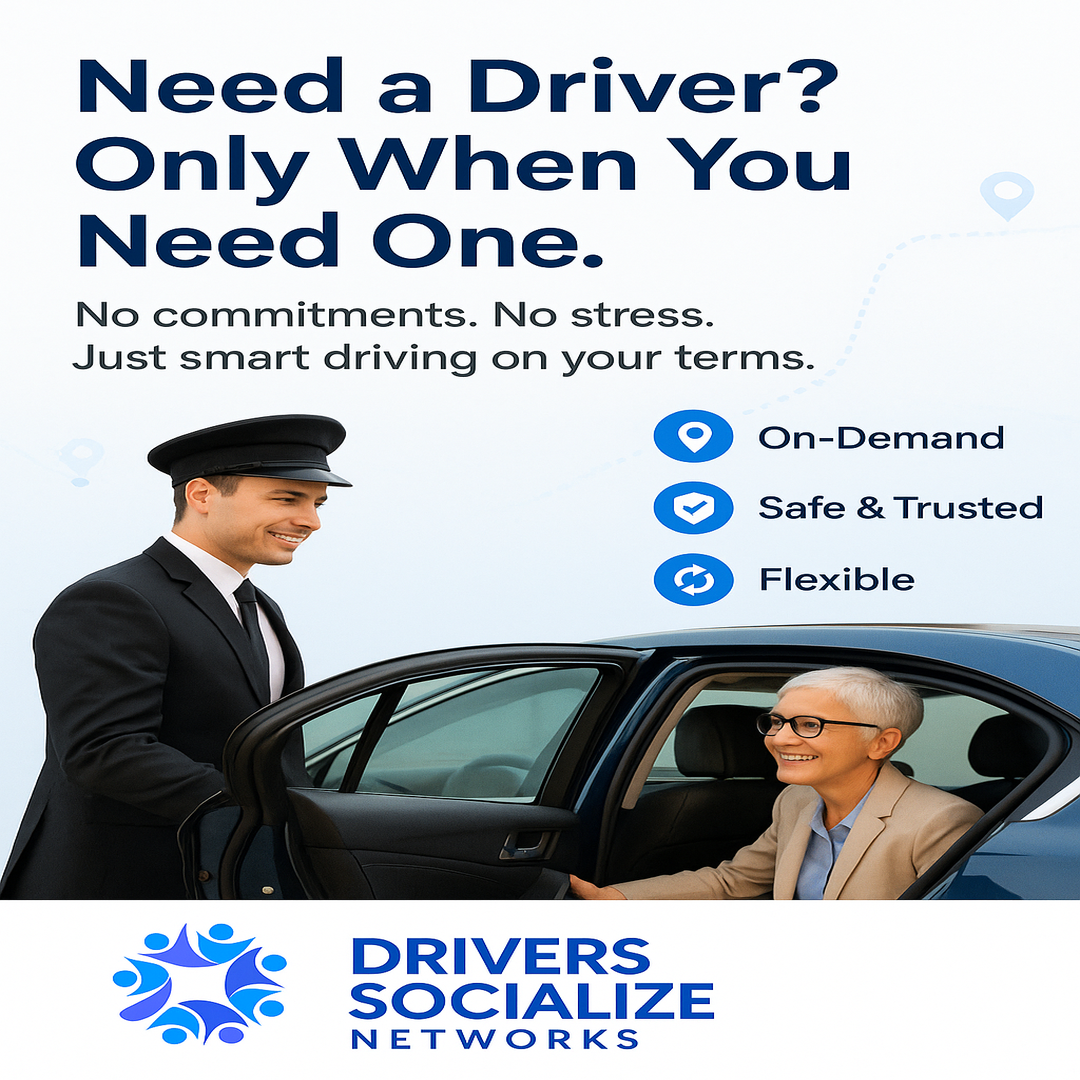 Need a Driver?
Only When You
Need One.
No commitments. No stress.
Just smart driving on your terms.
On-Demand
Safe & Trusted
Flexible
DRIVERS
SOCIALIZE
NETWORKS